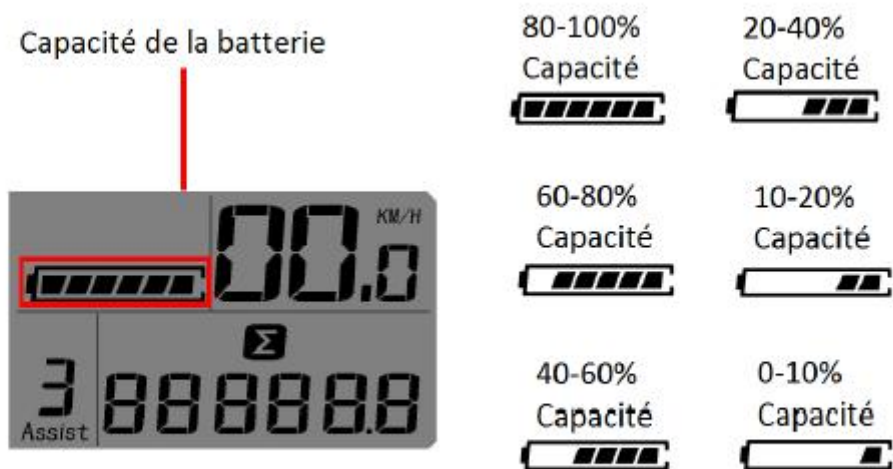 Capacité de la batterie
00.0 KM/H
Σ
3
Assist
88888.8
80-100%
Capacité
20-40%
Capacité
60-80%
Capacité
10-20%
Capacité
40-60%
Capacité
0-10%
Capacité